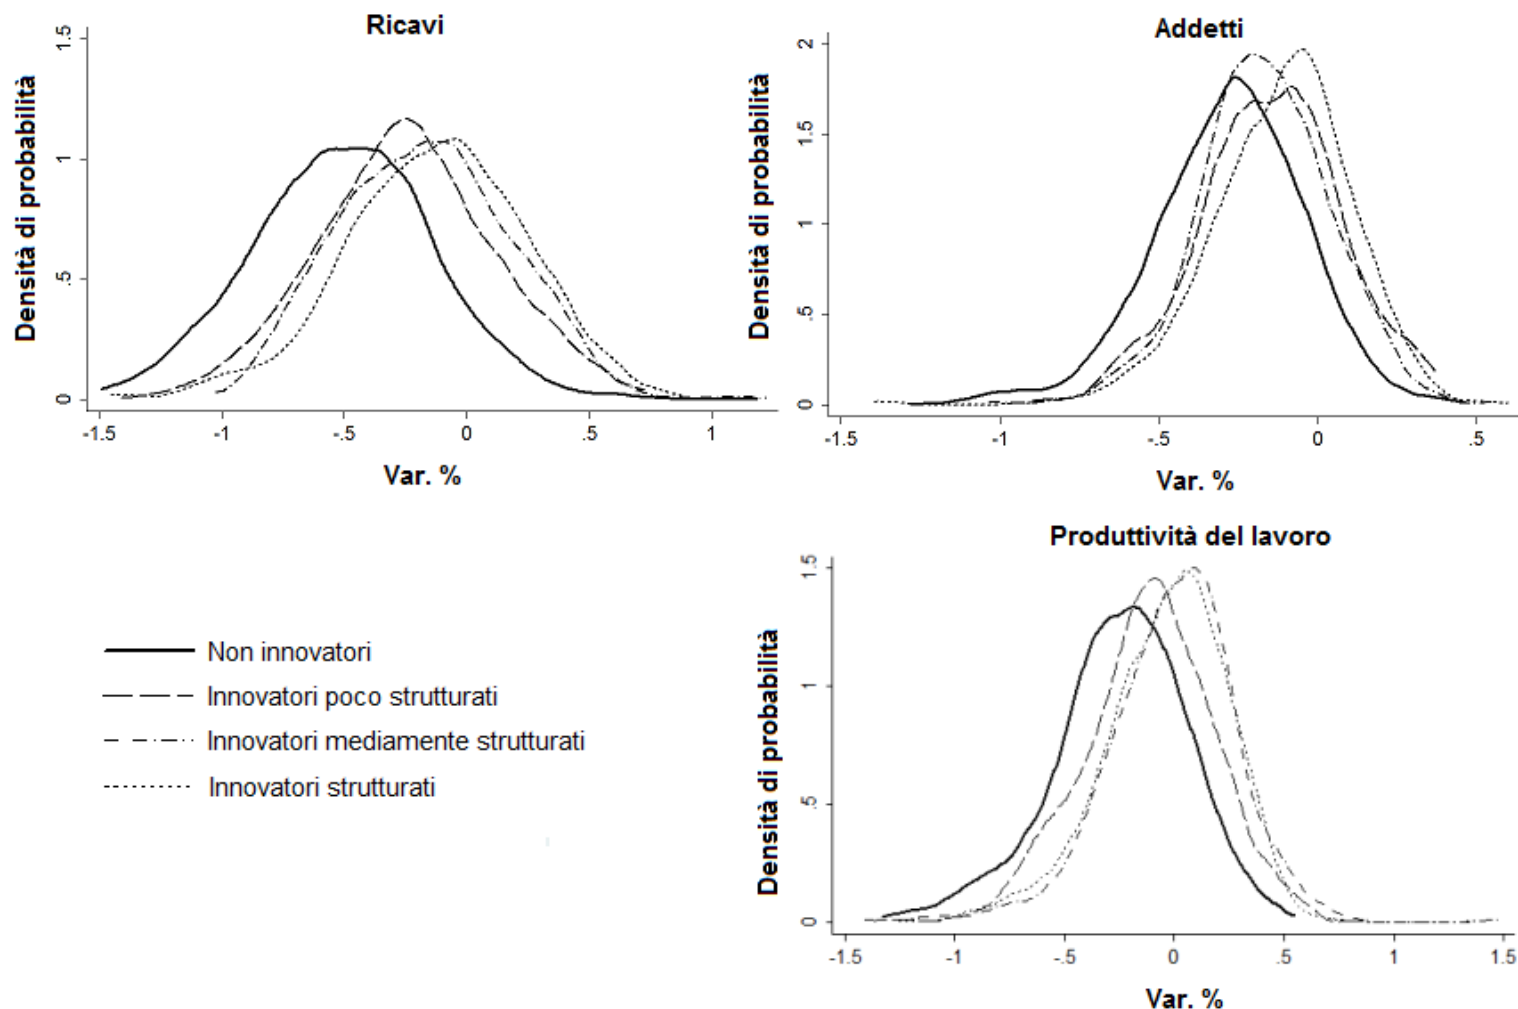 Ricavi
Densità di probabilità
1.5
1
.5
0
-1.5 -1 -.5 0 .5 1
Var. %
Addetti
Densità di probabilità
2
1.5
1
.5
0
-1.5 -1 -.5 0 .5
Var. %
Non innovatori
Innovatori poco strutturati
Innovatori mediamente strutturati
Innovatori strutturati
Produttività del lavoro
Densità di probabilità
1.5
1
.5
0
-1.5 -1 -.5 0 .5 1 1.5
Var. %